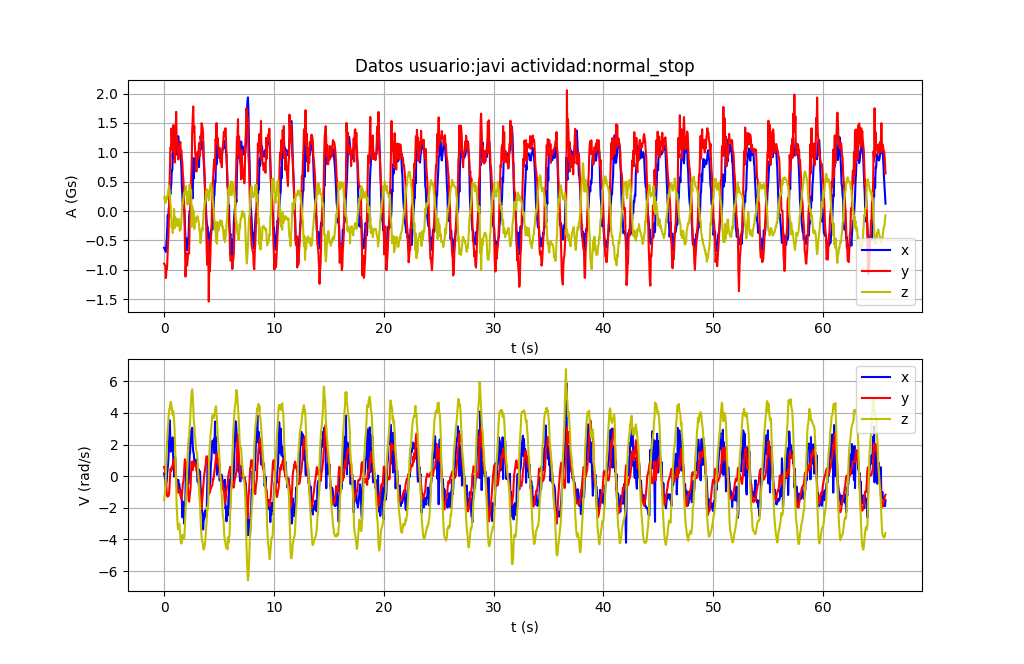 Datos usuario:javi actividad:normal_stop
A (Gs)
2.0
1.5
1.0
0.5
0.0
−0.5
−1.0
−1.5
x
y
z
0 10 20 30 40 50 60
t (s)
V (rad/s)
6
4
2
0
−2
−4
−6
x
y
z
0 10 20 30 40 50 60
t (s)